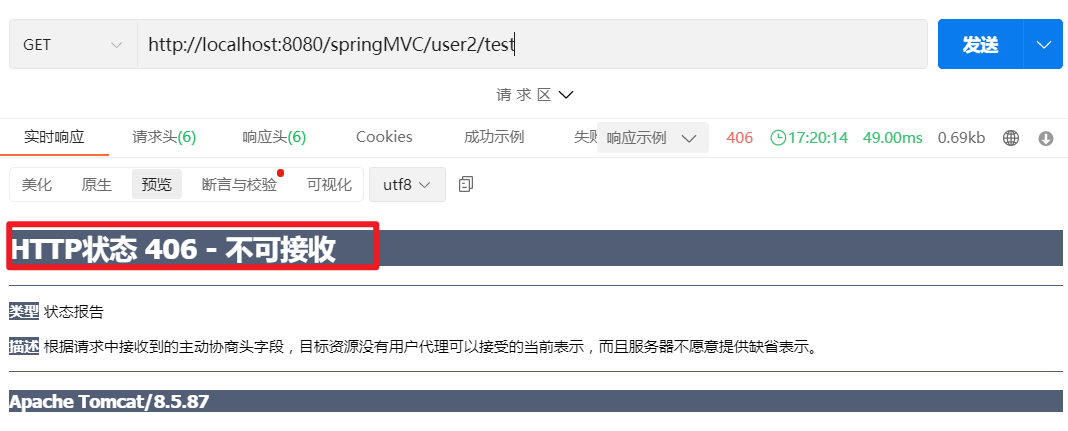 GET http://localhost:8080/springMVC/user2/test 发送
请 求 区
实时响应 请求头(6) 响应头(6) Cookies 成功示例 失败 响应示例 406 17:20:14 49.00ms 0.69kb
美化 原生 预览 断言与校验 可视化 utf8
HTTP状态 406 - 不可接收
类型 状态报告
描述 根据请求中接收到的主动协商头字段，目标资源没有用户代理可以接受的当前表示，而且服务器不愿意提供缺省表示。
Apache Tomcat/8.5.87